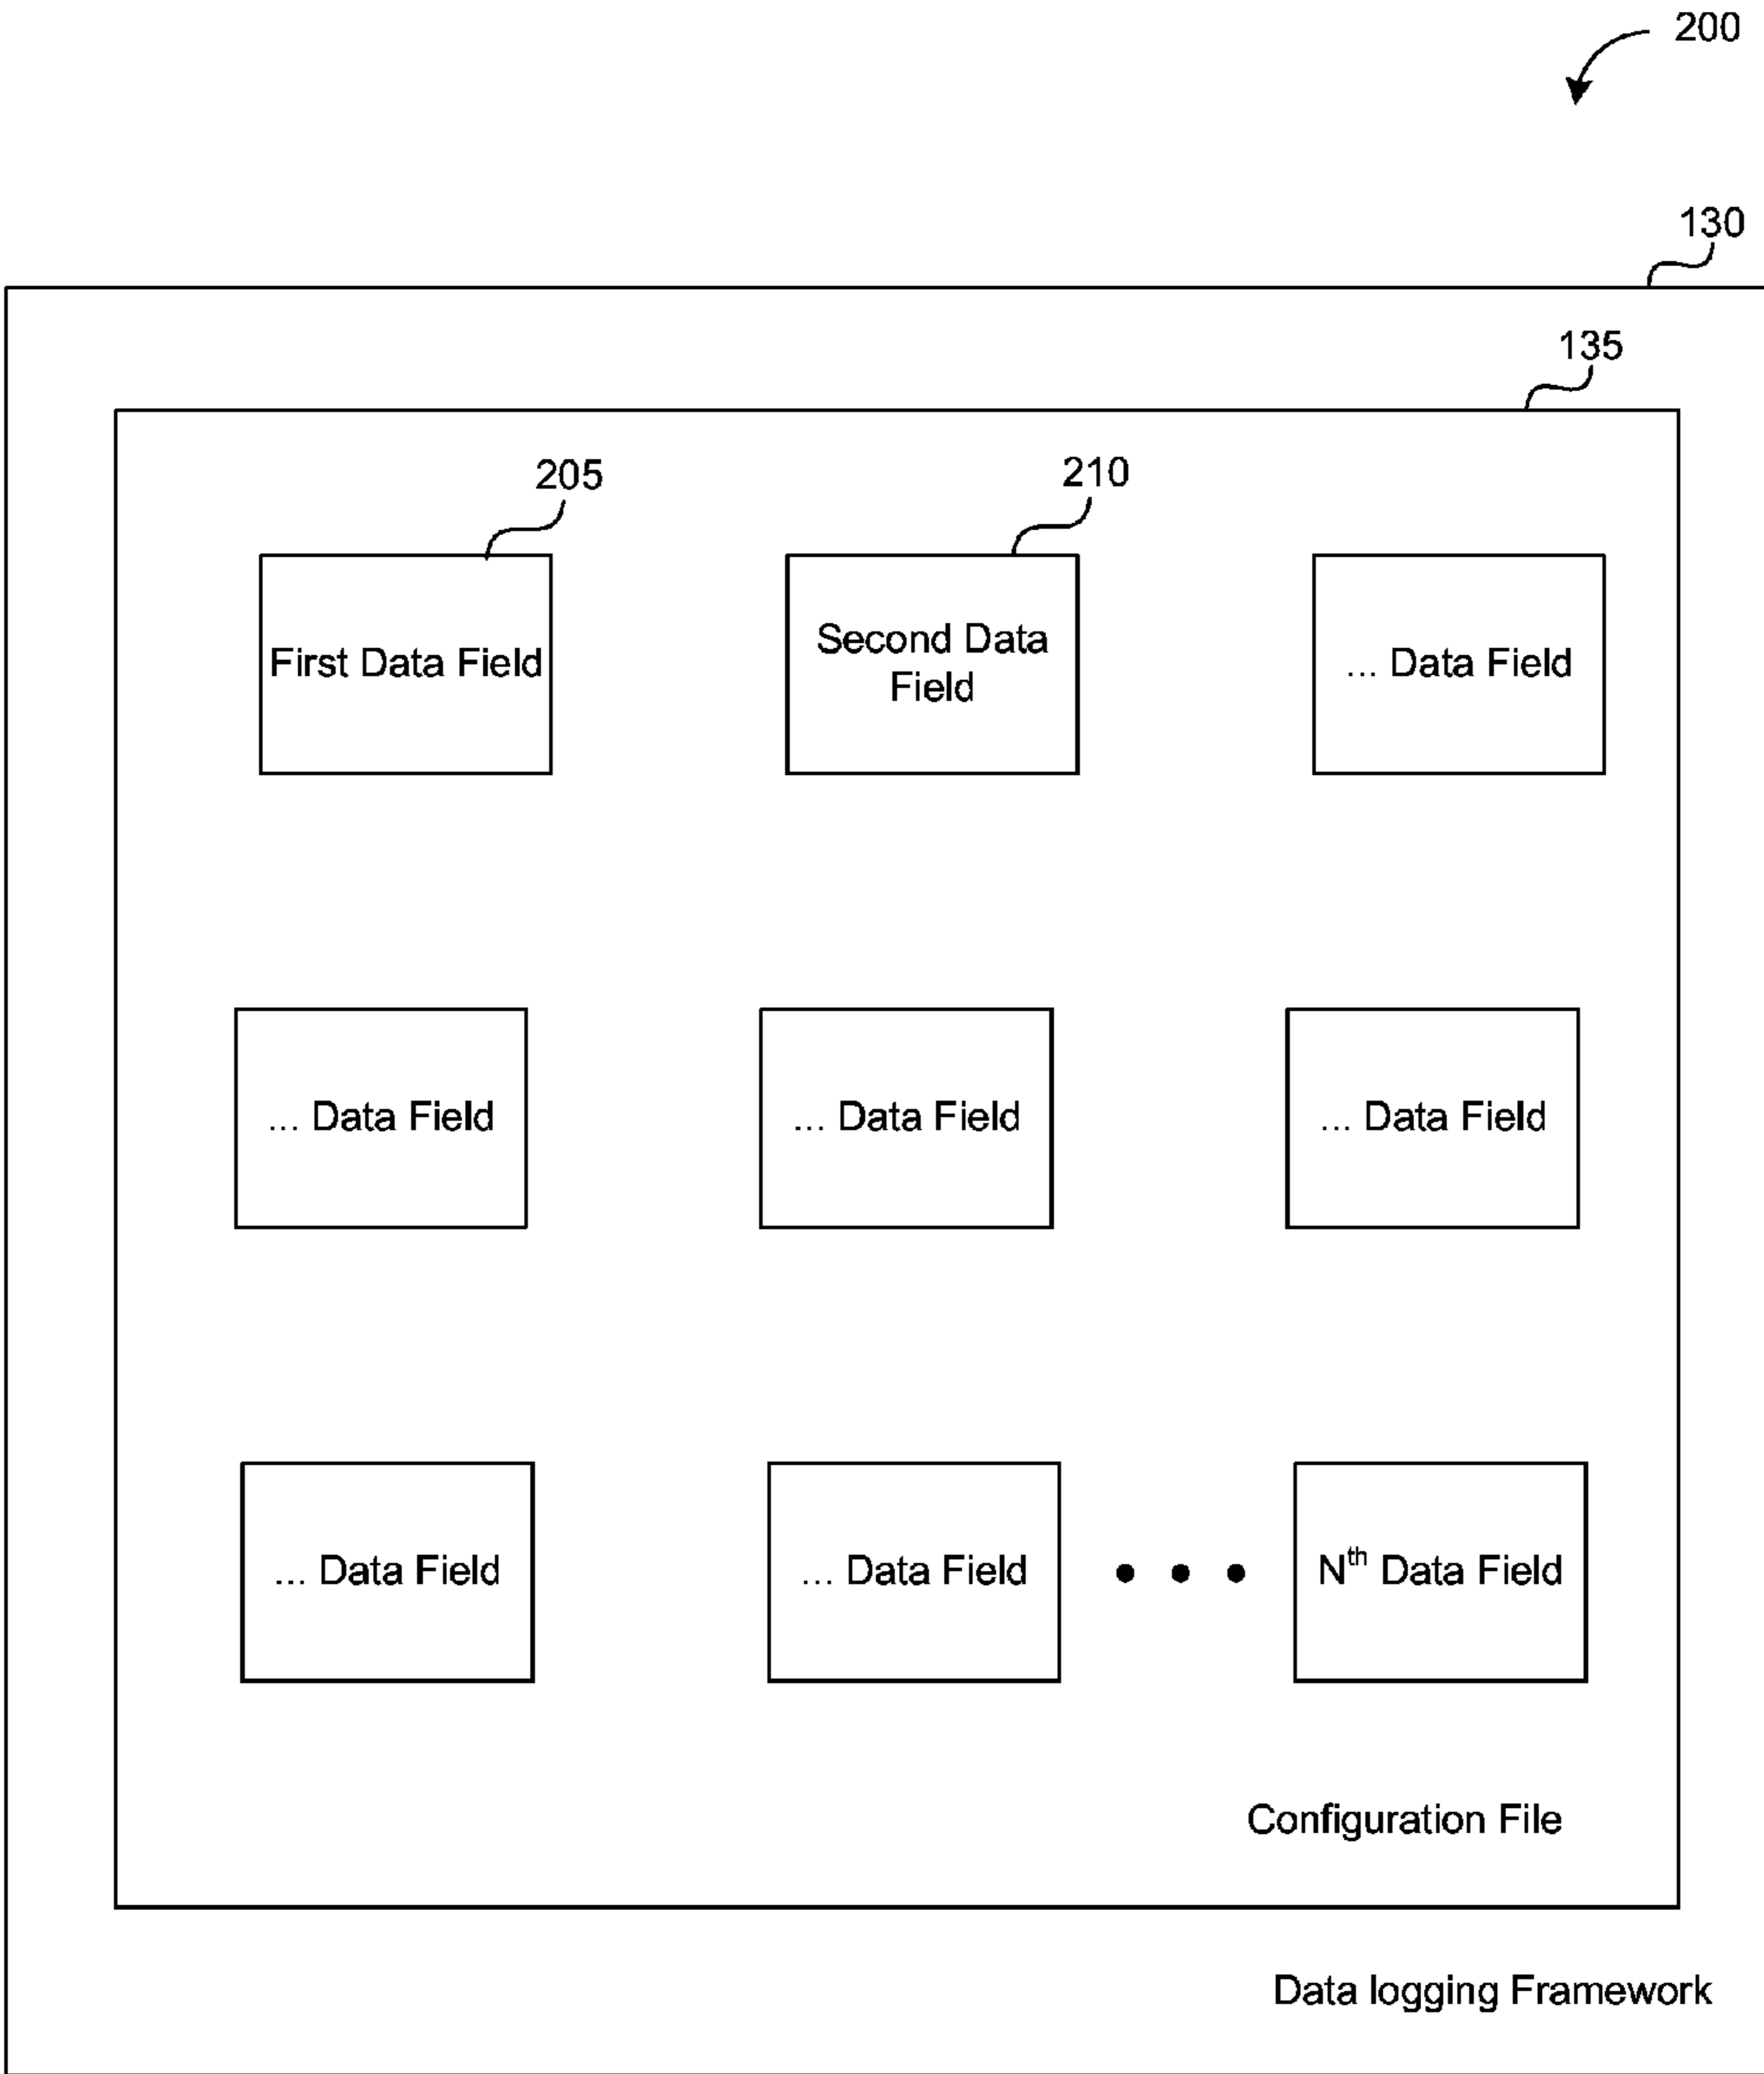 200
130
135
205
210
First Data Field
Second Data
Field
... Data Field
... Data Field
... Data Field
... Data Field
... Data Field
... Data Field
Nth Data Field
Configuration File
Data logging Framework